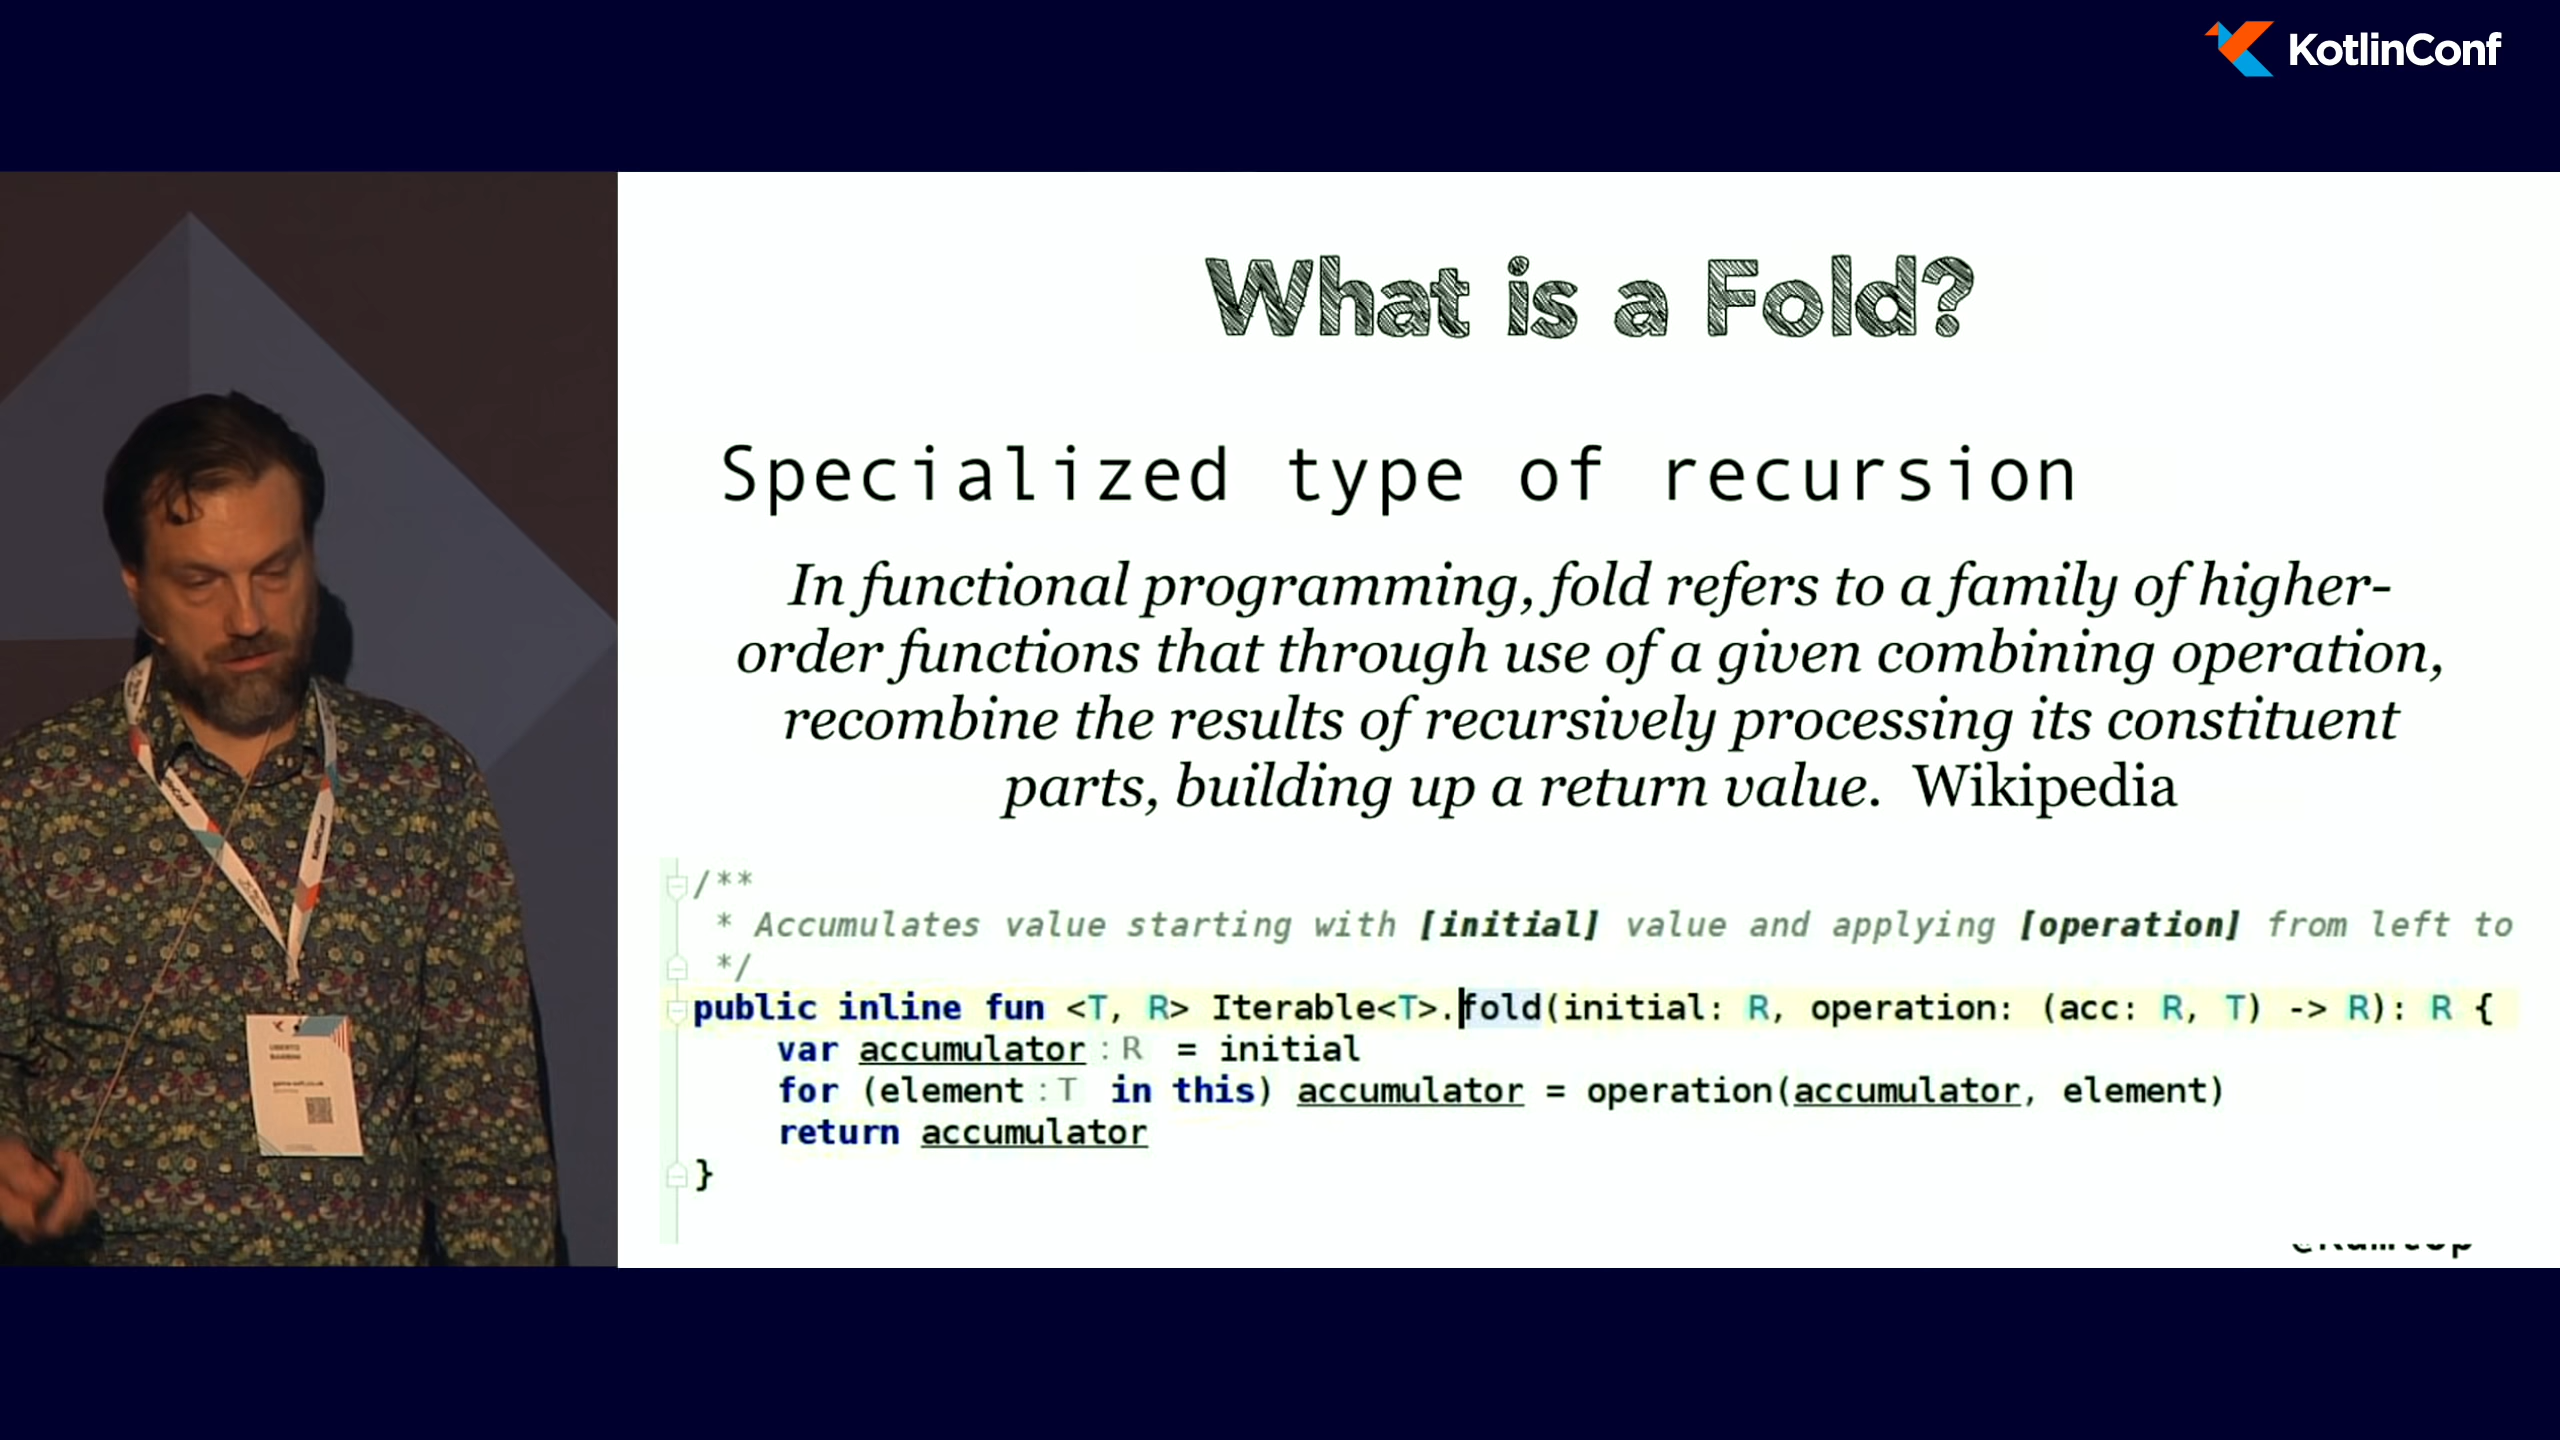 KotlinConf
What is a Fold?
Specialized type of recursion
In functional programming, fold refers to a family of higher-
order functions that through use of a given combining operation,
recombine the results of recursively processing its constituent
parts, building up a return value. Wikipedia
/**
* Accumulates value starting with [initial] value and applying [operation] from left to
*/
public inline fun <T, R> Iterable<T>.fold(initial: R, operation: (acc: R, T) -> R): R {
var accumulator : R = initial
for (element : T in this) accumulator = operation(accumulator, element)
return accumulator
}
KotlinConf
UBERTO
BARBINI